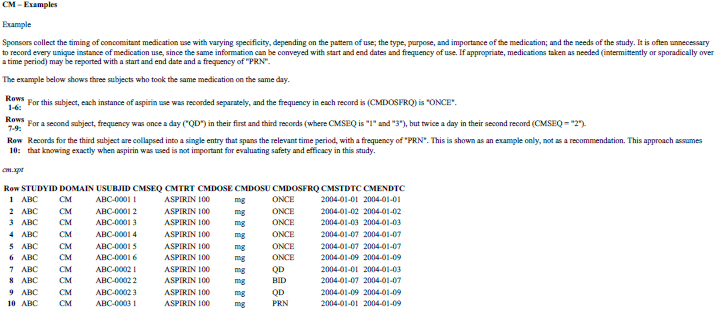 CM – Examples
Example
Sponsors collect the timing of concomitant medication use with varying specificity, depending on the pattern of use; the type, purpose, and importance of the medication; and the needs of the study. It is often unnecessary
to record every unique instance of medication use, since the same information can be conveyed with start and end dates and frequency of use. If appropriate, medications taken as needed (intermittently or sporadically over
a time period) may be reported with a start and end date and a frequency of "PRN".
The example below shows three subjects who took the same medication on the same day.
Rows 1-6: For this subject, each instance of aspirin use was recorded separately, and the frequency in each record is (CMDOSFRQ) is "ONCE".
Rows 7-9: For a second subject, frequency was once a day ("QD") in their first and third records (where CMSEQ is "1" and "3"), but twice a day in their second record (CMSEQ = "2").
Row Records for the third subject are collapsed into a single entry that spans the relevant time period, with a frequency of "PRN". This is shown as an example only, not as a recommendation. This approach assumes
10: that knowing exactly when aspirin was used is not important for evaluating safety and efficacy in this study.
cm.xpt
Row STUDYID DOMAIN USUBJID CMSEQ CMTRT CMDOSE CMDOSU CMDOSFRQ CMSTDTC CMENDTC
1 ABC CM ABC-0001 1 ASPIRIN 100 mg ONCE 2004-01-01 2004-01-01
2 ABC CM ABC-0001 2 ASPIRIN 100 mg ONCE 2004-01-02 2004-01-02
3 ABC CM ABC-0001 3 ASPIRIN 100 mg ONCE 2004-01-03 2004-01-03
4 ABC CM ABC-0001 4 ASPIRIN 100 mg ONCE 2004-01-07 2004-01-07
5 ABC CM ABC-0001 5 ASPIRIN 100 mg ONCE 2004-01-07 2004-01-07
6 ABC CM ABC-0001 6 ASPIRIN 100 mg ONCE 2004-01-09 2004-01-09
7 ABC CM ABC-0002 1 ASPIRIN 100 mg QD 2004-01-01 2004-01-03
8 ABC CM ABC-0002 2 ASPIRIN 100 mg BID 2004-01-07 2004-01-07
9 ABC CM ABC-0002 3 ASPIRIN 100 mg QD 2004-01-09 2004-01-09
10 ABC CM ABC-0003 1 ASPIRIN 100 mg PRN 2004-01-01 2004-01-09